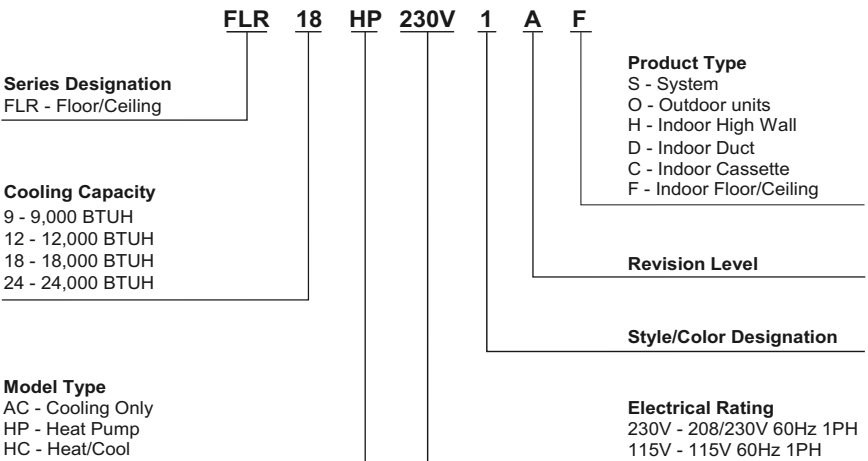 FLR 18 HP 230V 1 A F
Series Designation
FLR - Floor/Ceiling
Cooling Capacity
9 - 9,000 BTUH
12 - 12,000 BTUH
18 - 18,000 BTUH
24 - 24,000 BTUH
Model Type
AC - Cooling Only
HP - Heat Pump
HC - Heat/Cool
Product Type
S - System
O - Outdoor units
H - Indoor High Wall
D - Indoor Duct
C - Indoor Cassette
F - Indoor Floor/Ceiling
Revision Level
Style/Color Designation
Electrical Rating
230V - 208/230V 60Hz 1PH
115V - 115V 60Hz 1PH